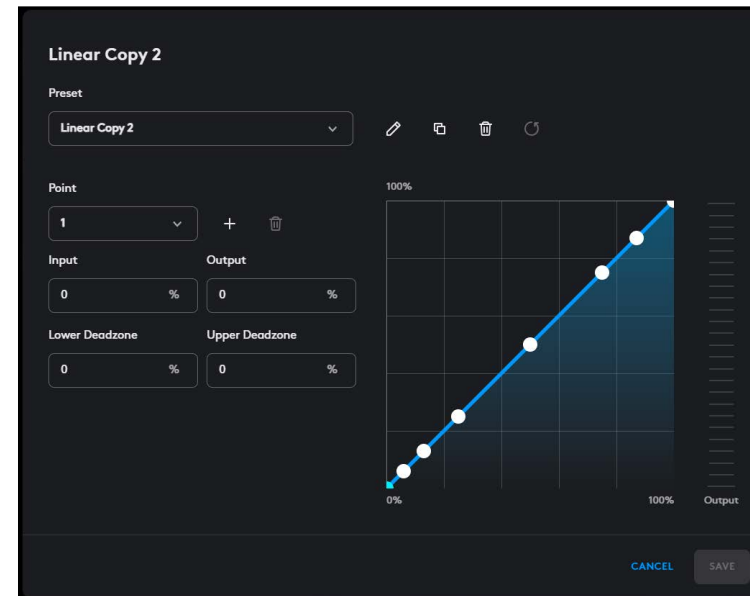 Linear Copy 2
Preset
Linear Copy 2
Point
1
Input
Output
0 %
0 %
Lower Deadzone
Upper Deadzone
0 %
0 %
100%
0%
100%
Output
CANCEL
SAVE